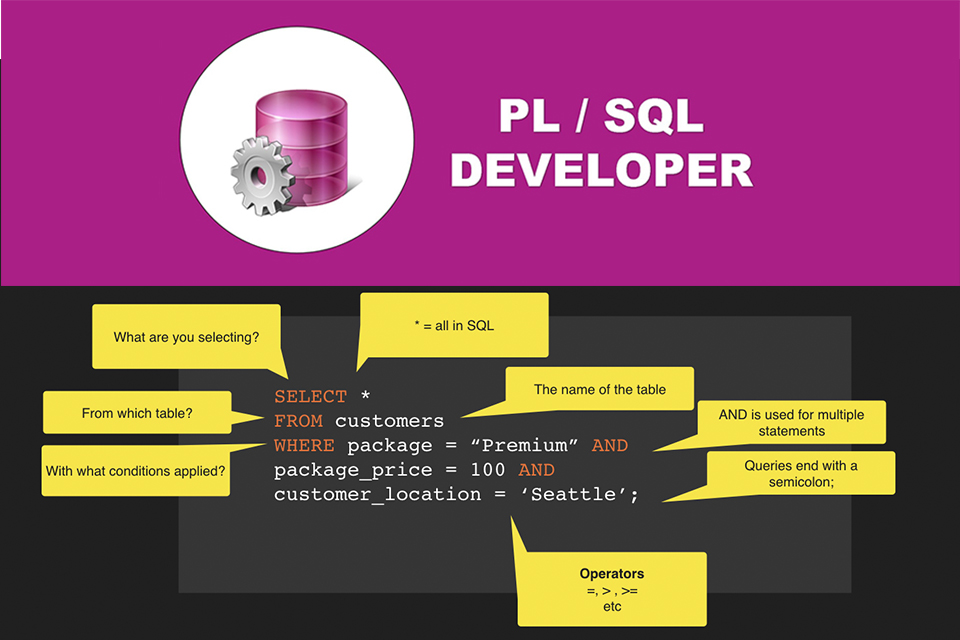 PL / SQL
DEVELOPER
What are you selecting?
* = all in SQL
From which table?
The name of the table
With what conditions applied?
AND is used for multiple
statements
Queries end with a
semicolon;
SELECT *
FROM customers
WHERE package = “Premium” AND
package_price = 100 AND
customer_location = ‘Seattle’;
Operators
=, > , >=
etc